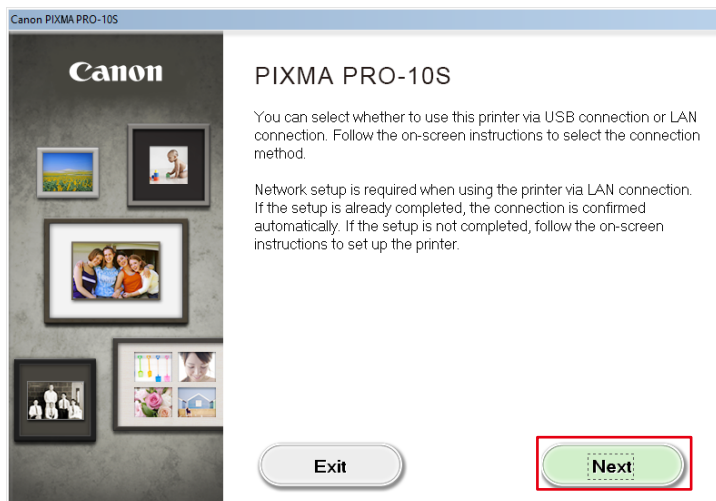 Canon PIXMA PRO-10S
Canon
PIXMA PRO-10S
You can select whether to use this printer via USB connection or LAN
connection. Follow the on-screen instructions to select the connection
method.
Network setup is required when using the printer via LAN connection.
If the setup is already completed, the connection is confirmed
automatically. If the setup is not completed, follow the on-screen
instructions to set up the printer.
Exit
Next